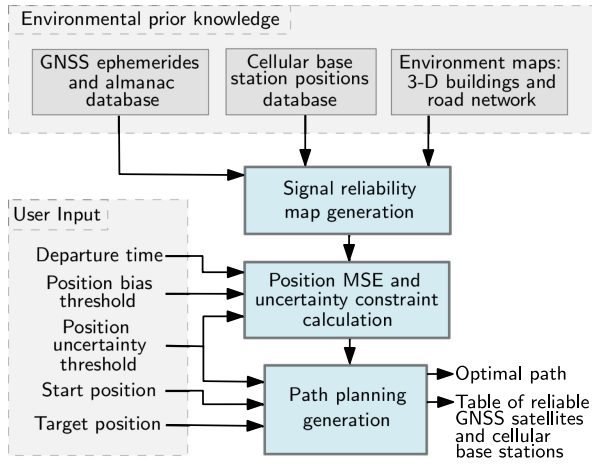 Environmental prior knowledge
GNSS ephemerides
and almanac
database
Cellular base
station positions
database
Environment maps:
3-D buildings and
road network
Signal reliability
map generation
User Input
Departure time
Position bias
threshold
Position
uncertainty
threshold
Start position
Target position
Position MSE and
uncertainty constraint
calculation
Path planning
generation
Optimal path
Table of reliable
GNSS satellites
and cellular
base stations